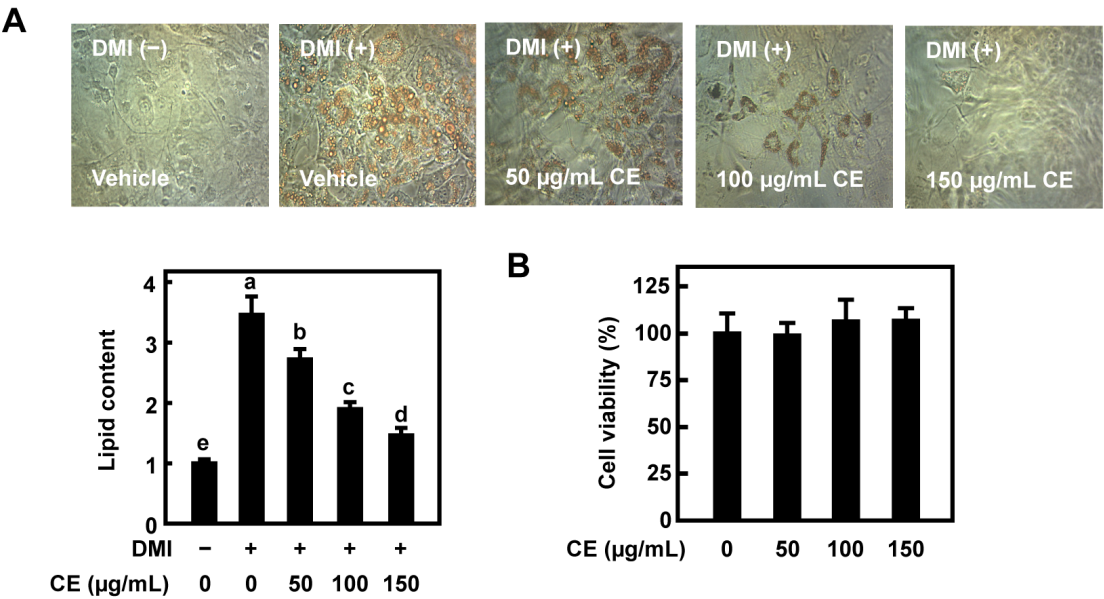 A
DMI (−) DMI (+) DMI (+) DMI (+) DMI (+)
Vehicle Vehicle 50 µg/mL CE 100 µg/mL CE 150 µg/mL CE
B
Lipid content
4
3
2
1
0
a
b
c
d
e
DMI − + + + +
CE (µg/mL) 0 0 50 100 150
Cell viability (%)
125
100
75
50
25
0
CE (µg/mL) 0 50 100 150